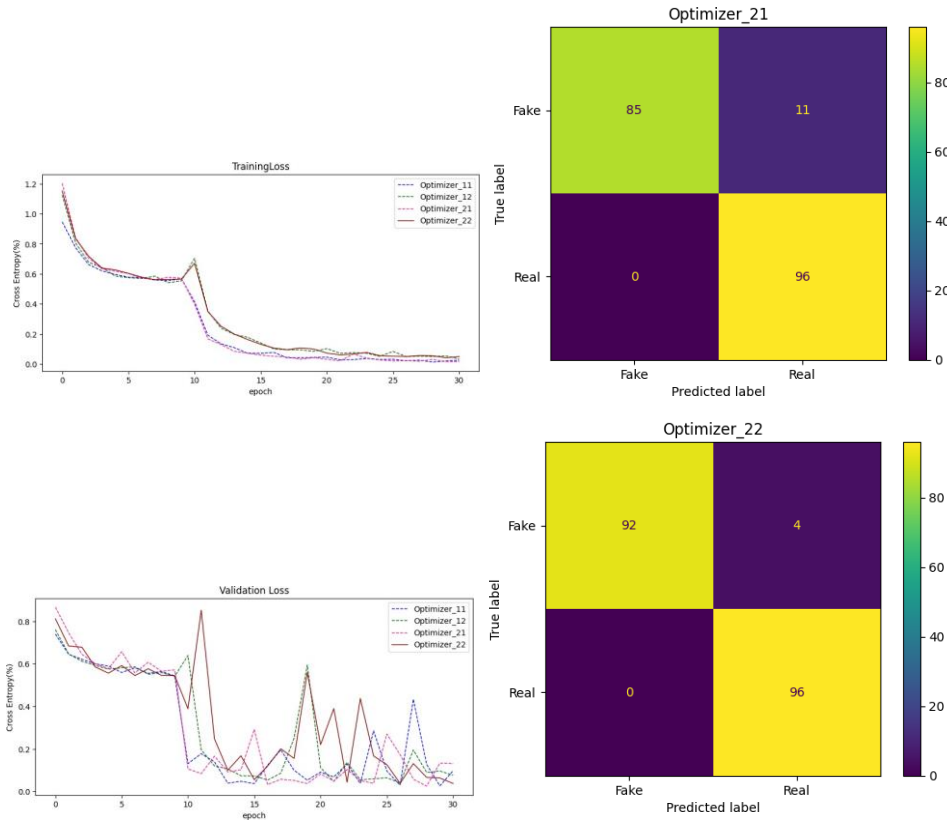 TrainingLoss
Optimizer_11
Optimizer_12
Optimizer_21
Optimizer_22
Cross Entropy(%)
1.2
1.0
0.8
0.6
0.4
0.2
0.0
0 5 10 15 20 25 30
epoch
Optimizer_21
True label
Fake
85 11
Real
0 96
Fake Real
Predicted label
80
60
40
20
0
Validation Loss
Optimizer_11
Optimizer_12
Optimizer_21
Optimizer_22
Cross Entropy(%)
0.8
0.6
0.4
0.2
0.0
0 5 10 15 20 25 30
epoch
Optimizer_22
True label
Fake
92 4
Real
0 96
Fake Real
Predicted label
80
60
40
20
0